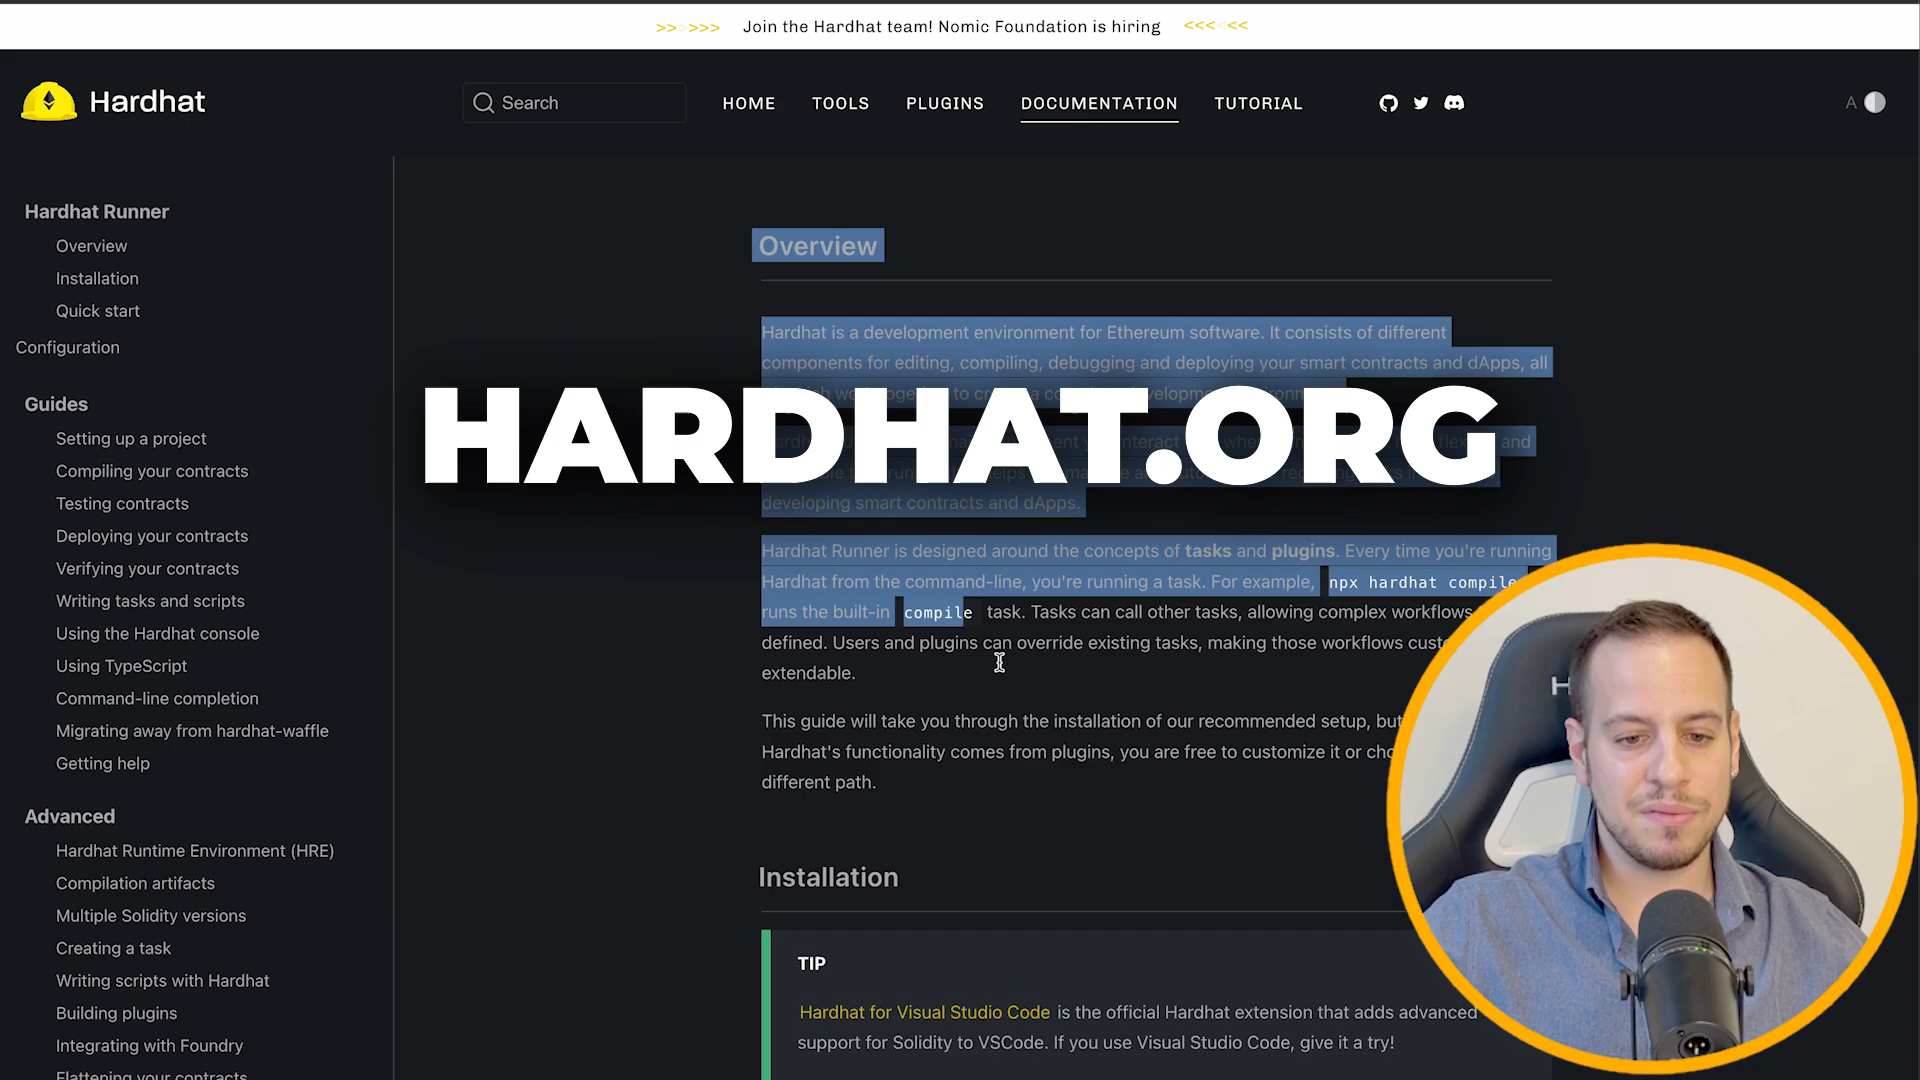 >>>>>> Join the Hardhat team! Nomic Foundation is hiring <<<<<<
Hardhat
Search
HOME
TOOLS
PLUGINS
DOCUMENTATION
TUTORIAL
A
Hardhat Runner
Overview
Installation
Quick start
Configuration
Guides
Setting up a project
Compiling your contracts
Testing contracts
Deploying your contracts
Verifying your contracts
Writing tasks and scripts
Using the Hardhat console
Using TypeScript
Command-line completion
Migrating away from hardhat-waffle
Getting help
Advanced
Hardhat Runtime Environment (HRE)
Compilation artifacts
Multiple Solidity versions
Creating a task
Writing scripts with Hardhat
Building plugins
Integrating with Foundry
Flattening your contracts
Overview
Hardhat is a development environment for Ethereum software. It consists of different
components for editing, compiling, debugging and deploying your smart contracts and dApps, all
HARDHAT.ORG
developing smart contracts and dApps.
Hardhat Runner is designed around the concepts of tasks and plugins. Every time you're running
Hardhat from the command-line, you're running a task. For example, npx hardhat compile
runs the built-in compile task. Tasks can call other tasks, allowing complex workflows
defined. Users and plugins can override existing tasks, making those workflows
extendable.
This guide will take you through the installation of our recommended setup, but
Hardhat's functionality comes from plugins, you are free to customize it or
different path.
Installation
TIP
Hardhat for Visual Studio Code is the official Hardhat extension that adds advanced
support for Solidity to VSCode. If you use Visual Studio Code, give it a try!